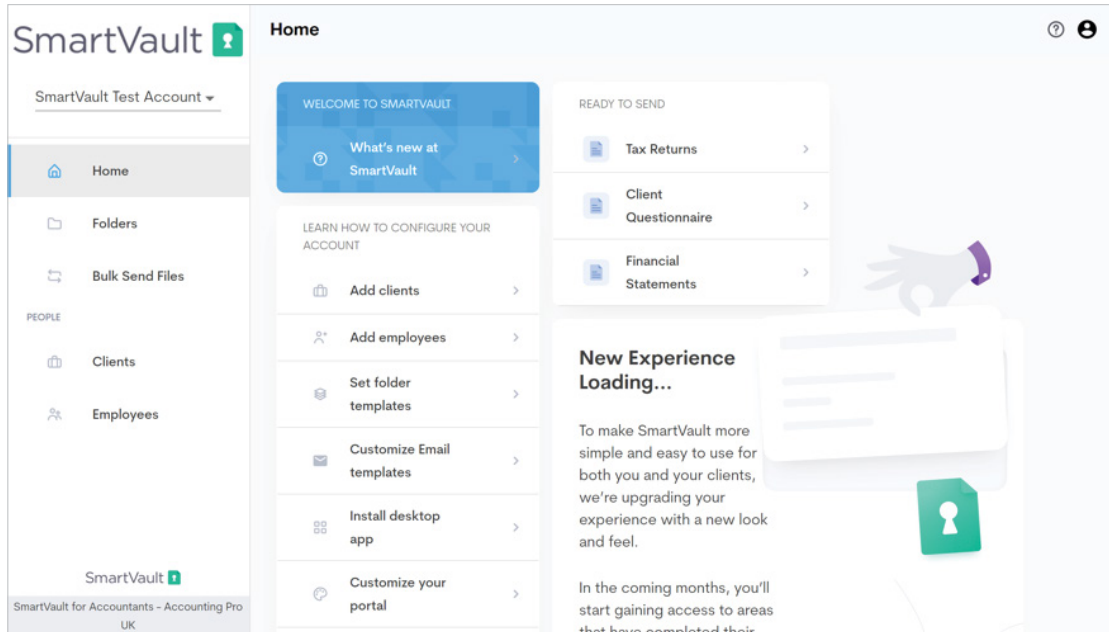 SmartVault
SmartVault Test Account
Home
Folders
Bulk Send Files
PEOPLE
Clients
Employees
SmartVault
SmartVault for Accountants - Accounting Pro
UK
Home
WELCOME TO SMARTVAULT
What's new at
SmartVault
LEARN HOW TO CONFIGURE YOUR
ACCOUNT
Add clients
Add employees
Set folder
templates
Customize Email
templates
Install desktop
app
Customize your
portal
READY TO SEND
Tax Returns
Client
Questionnaire
Financial
Statements
New Experience
Loading...
To make SmartVault more
simple and easy to use for
both you and your clients,
we're upgrading your
experience with a new look
and feel.
In the coming months, you'll
start gaining access to areas
that have completed their